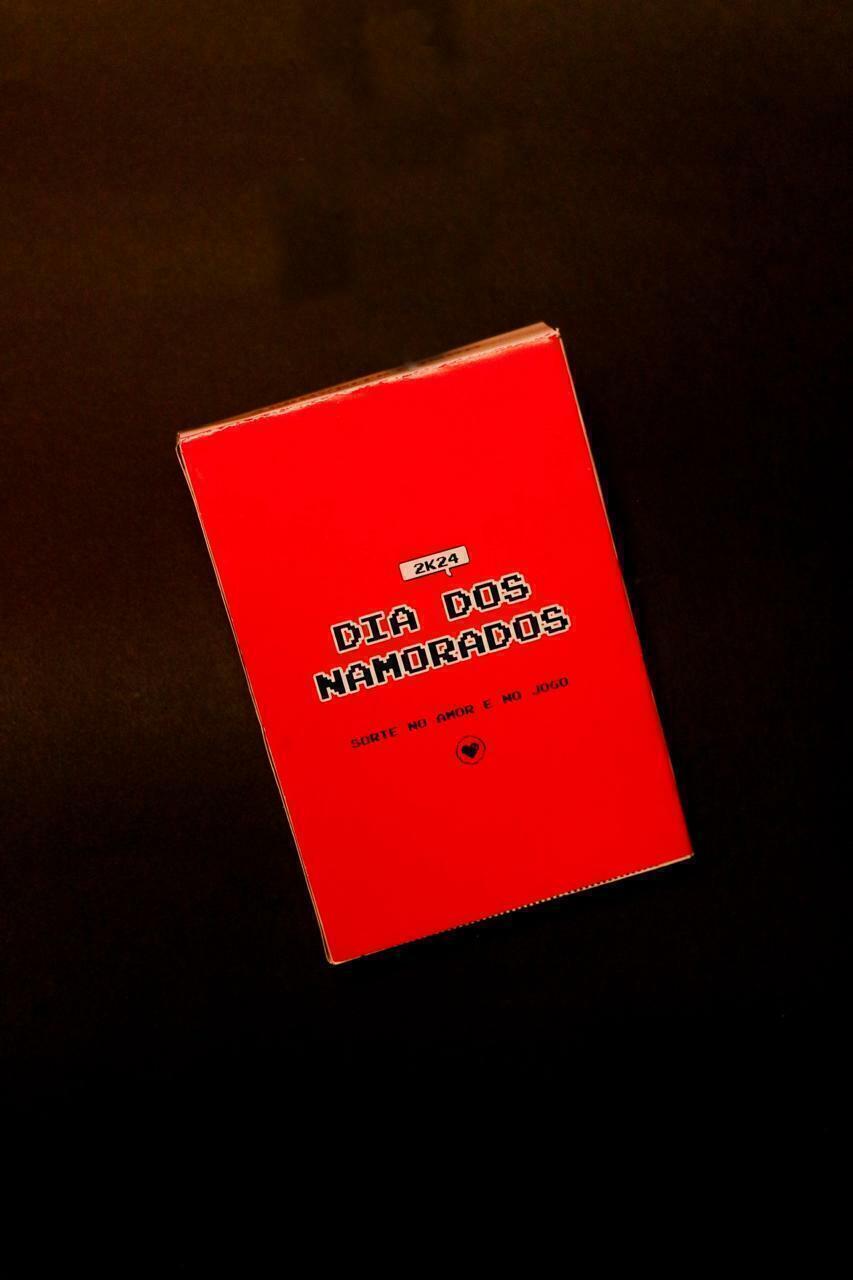 2K24
DIA DOS
NAMORADOS
SORTE NO AMOR E NO JOGO